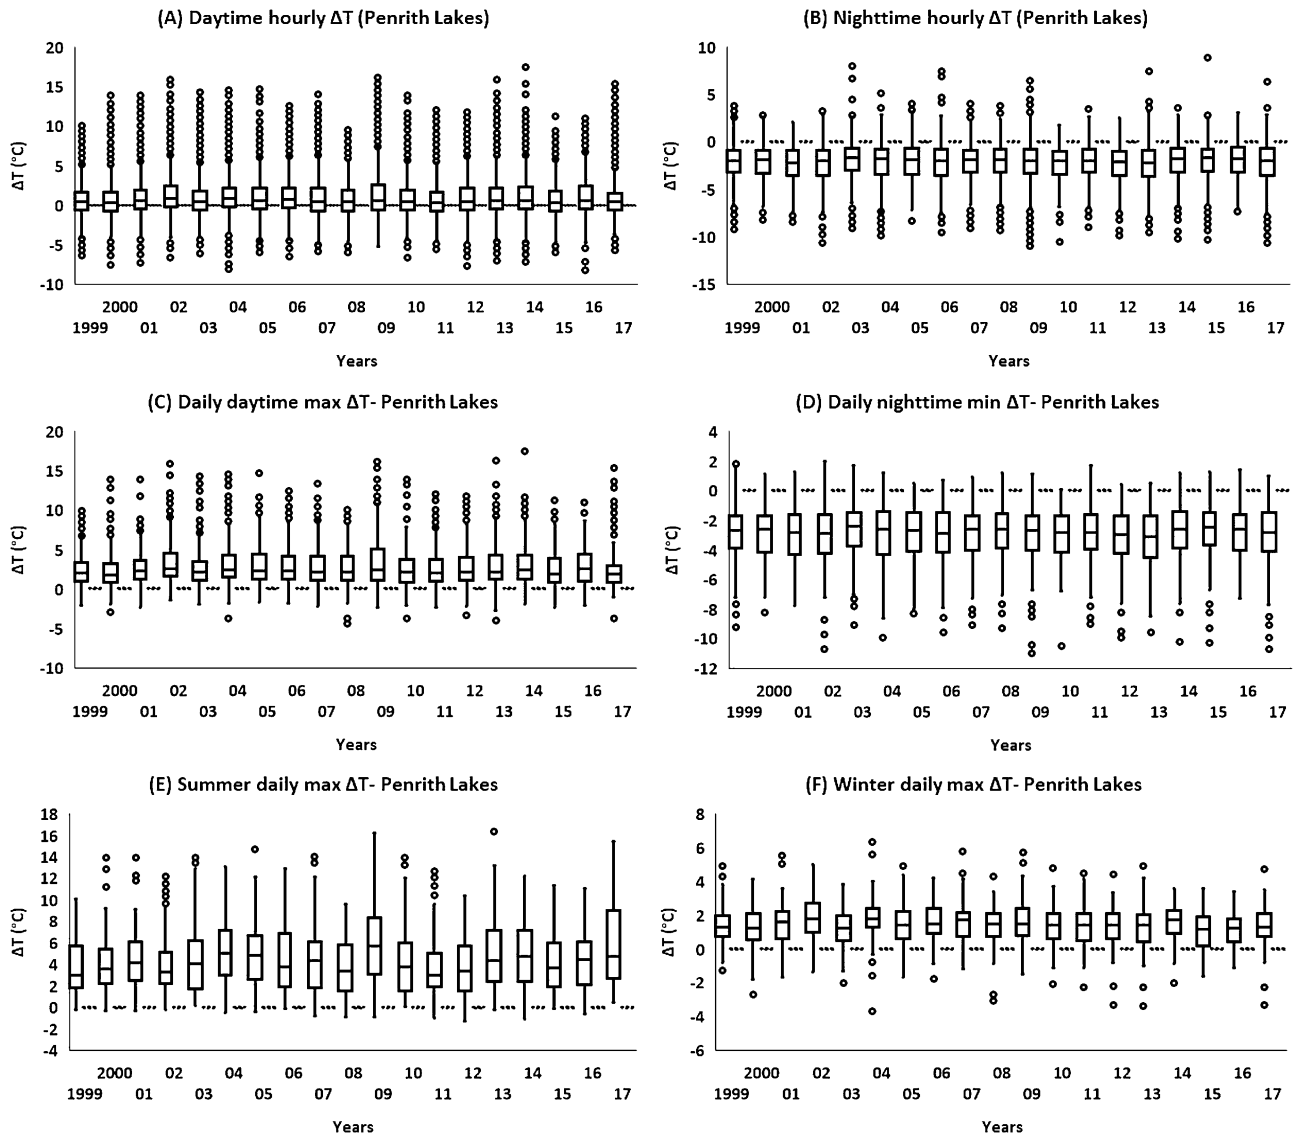 (A) Daytime hourly ΔT (Penrith Lakes)
ΔT (°C)
20
15
10
5
0
-5
-10
2000 02 04 06 08 10 12 14 16
1999 01 03 05 07 09 11 13 15 17
Years
(B) Nighttime hourly ΔT (Penrith Lakes)
ΔT (°C)
10
5
0
-5
-10
-15
2000 02 04 06 08 10 12 14 16
1999 01 03 05 07 09 11 13 15 17
Years
(C) Daily daytime max ΔT- Penrith Lakes
ΔT (°C)
20
15
10
5
0
-5
-10
2000 02 04 06 08 10 12 14 16
1999 01 03 05 07 09 11 13 15 17
Years
(D) Daily nighttime min ΔT- Penrith Lakes
ΔT (°C)
4
2
0
-2
-4
-6
-8
-10
-12
2000 02 04 06 08 10 12 14 16
1999 01 03 05 07 09 11 13 15 17
Years
(E) Summer daily max ΔT- Penrith Lakes
ΔT (°C)
18
16
14
12
10
8
6
4
2
0
-2
-4
2000 02 04 06 08 10 12 14 16
1999 01 03 05 07 09 11 13 15 17
Years
(F) Winter daily max ΔT- Penrith Lakes
ΔT (°C)
8
6
4
2
0
-2
-4
-6
2000 02 04 06 08 10 12 14 16
1999 01 03 05 07 09 11 13 15 17
Years